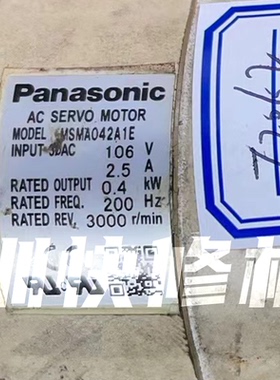 Panasonic
AC SERVO MOTOR
MODEL MSMA042A1E
INPUT 3ØAC 106 V
2.5 A
RATED OUTPUT 0.4 kW
RATED FREQ. 200 Hz
RATED REV. 3000 r/min